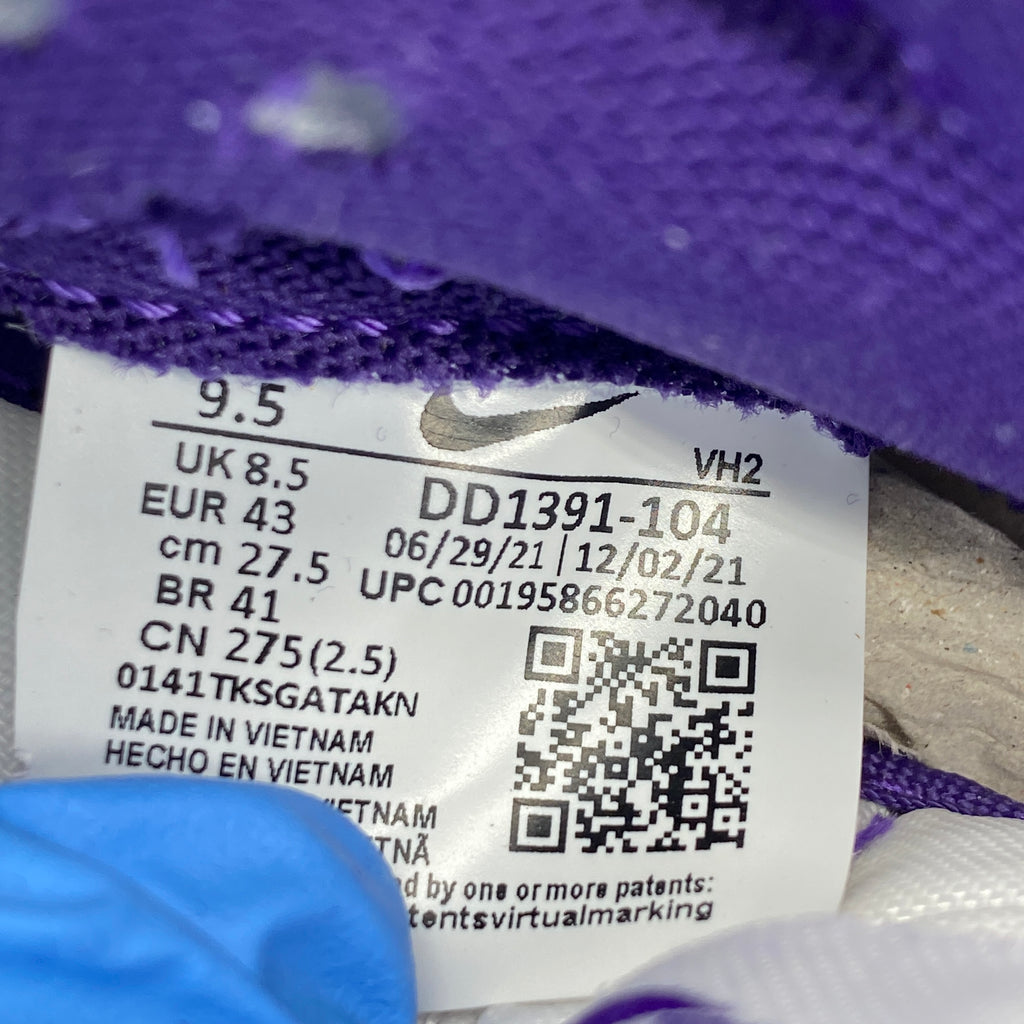 9.5
VH2
UK 8.5
EUR 43
cm 27.5
BR 41
CN 275(2.5)
0141TKSGATAKN
MADE IN VIETNAM
HECHO EN VIETNAM
DD1391-104
06/29/21 | 12/02/21
UPC 00195866272040
by one or more patents: